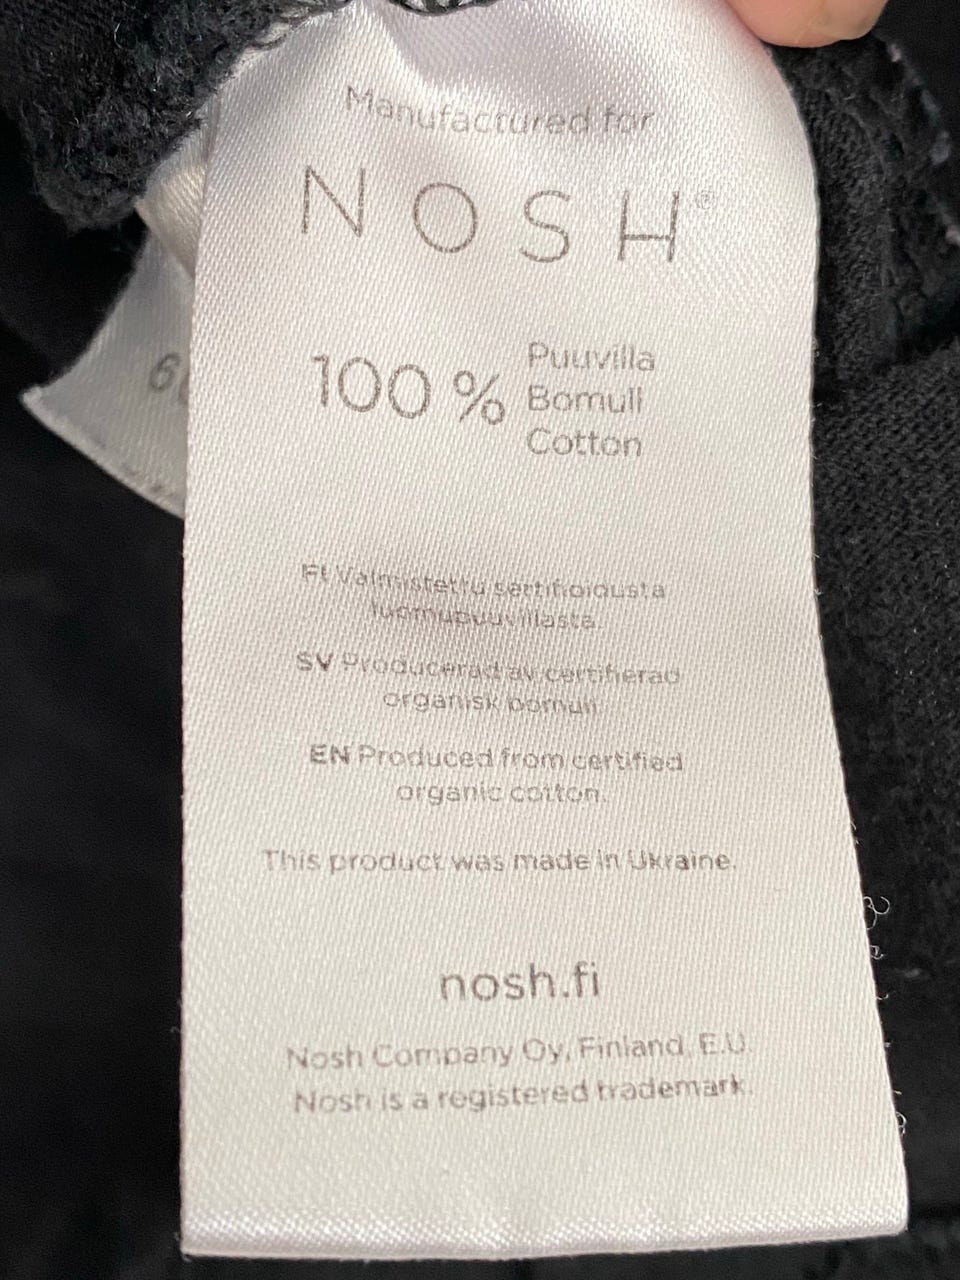 Manufactured for
NOSH®
100 % Puuvilla
Bomull
Cotton
FI Valmistettu sertifioidusta
luomupuuvillasta.
SV Producerad av certifierad
organisk bomull.
EN Produced from certified
organic cotton.
This product was made in Ukraine.
nosh.fi
Nosh Company Oy, Finland, E.U.
Nosh is a registered trademark.